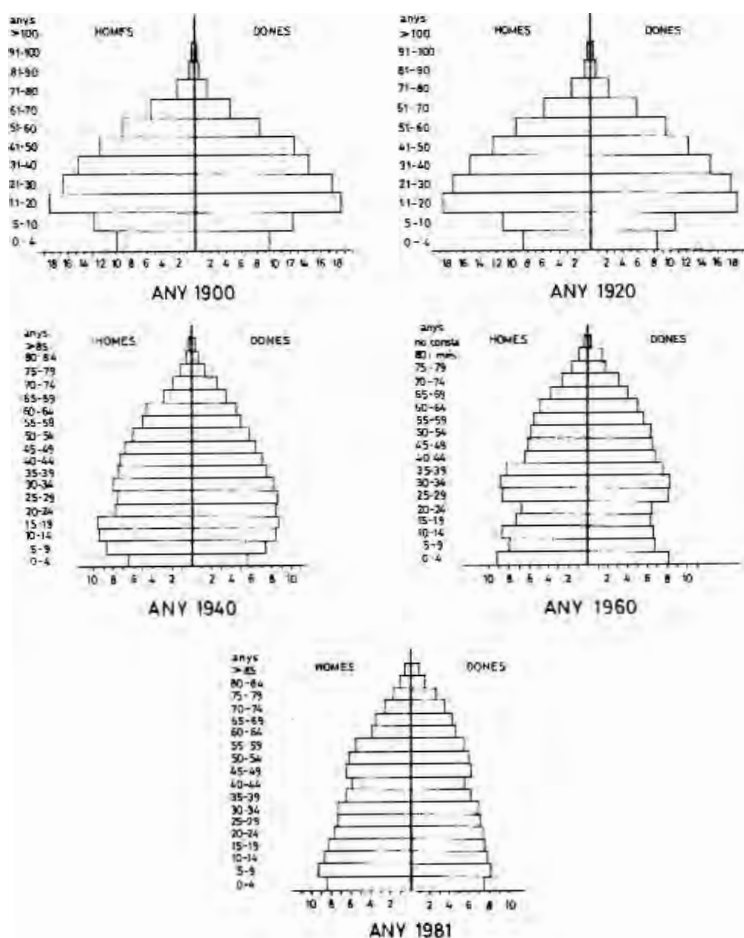 anys
>100
91-100
81-90
71-80
61-70
51-60
41-50
31-40
21-30
11-20
5-10
0-4
HOMES
DONES
18 16 14 12 10 8 6 4 2
2 4 6 8 10 12 14 18
ANY 1900
anys
>100
91-100
81-90
71-80
61-70
51-60
41-50
31-40
21-30
11-20
5-10
0-4
HOMES
DONES
18 16 14 12 10 8 6 4 2
2 4 6 8 10 12 14 16 18
ANY 1920
anys
>85
80-84
75-79
70-74
65-59
60-64
55-59
50-54
45-49
40-44
35-39
30-34
25-29
20-24
15-19
10-14
5-9
0-4
HOMES
DONES
10 8 6 4 2
2 4 6 8 10
ANY 1940
anys
no consta
80 i més
75-79
70-74
65-69
60-64
55-59
50-54
45-49
40-44
35-39
30-34
25-29
20-24
15-19
10-14
5-9
0-4
HOMES
DONES
10 8 6 4 2
2 4 6 8 10
ANY 1960
anys
>85
80-84
75-79
70-74
65-69
60-64
55-59
50-54
45-49
40-44
35-39
30-34
25-29
20-24
15-19
10-14
5-9
0-4
HOMES
DONES
10 8 6 4 2
2 4 6 8 10
ANY 1981